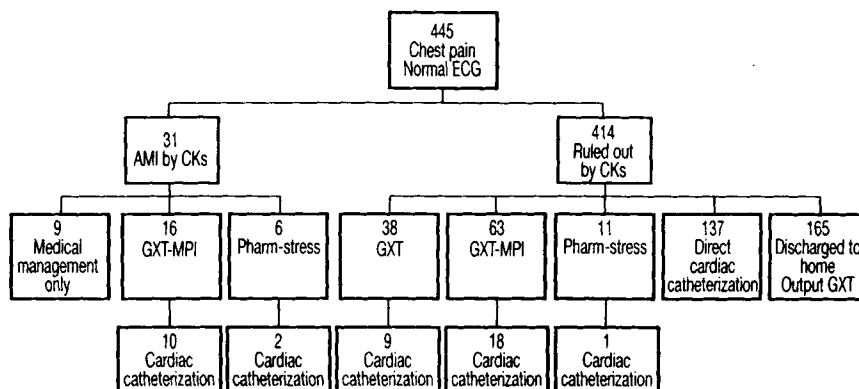 445
Chest pain
Normal ECG
31
AMI by CKs
414
Ruled out
by CKs
9
Medical
management
only
16
GXT-MPI
6
Pharm-stress
38
GXT
63
GXT-MPI
11
Pharm-stress
137
Direct
cardiac
catheterization
165
Discharged to
home
Output GXT
10
Cardiac
catheterization
2
Cardiac
catheterization
9
Cardiac
catheterization
18
Cardiac
catheterization
1
Cardiac
catheterization